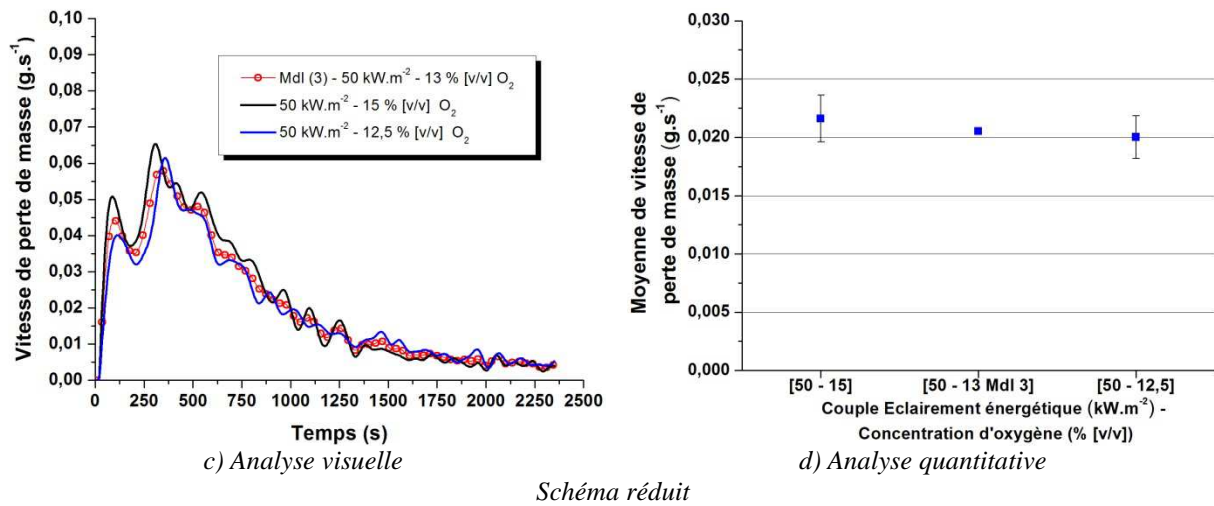 0,10
0,09
0,08
0,07
0,06
0,05
0,04
0,03
0,02
0,01
0,00
Vitesse de perte de masse (g.s⁻¹)
Mdl (3) - 50 kW.m⁻² - 13 % [v/v] O₂
50 kW.m⁻² - 15 % [v/v] O₂
50 kW.m⁻² - 12,5 % [v/v] O₂
0 250 500 750 1000 1250 1500 1750 2000 2250 2500
Temps (s)
c) Analyse visuelle
0,030
0,025
0,020
0,015
0,010
0,005
0,000
Moyenne de vitesse de
perte de masse (g.s⁻¹)
[50 - 15] [50 - 13 Mdl 3] [50 - 12,5]
Couple Eclairement énergétique (kW.m⁻²) -
Concentration d'oxygène (% [v/v])
d) Analyse quantitative
Schéma réduit